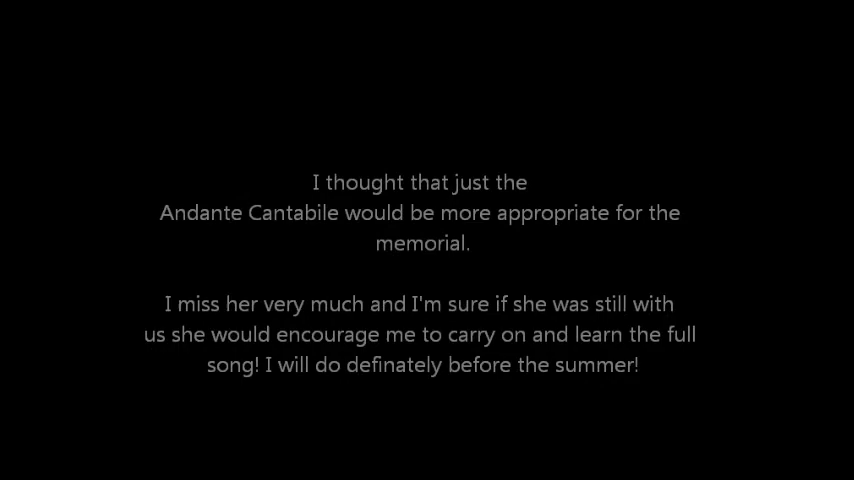 I thought that just the
Andante Cantabile would be more appropriate for the
memorial.
I miss her very much and I'm sure if she was still with
us she would encourage me to carry on and learn the full
song! I will do definately before the summer!